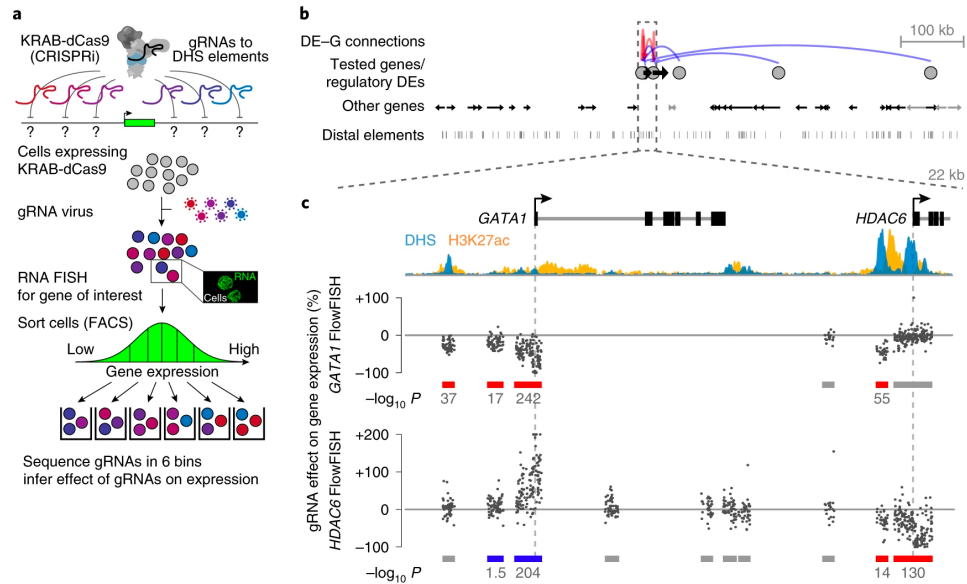 a
KRAB-dCas9
(CRISPRi)
gRNAs to
DHS elements
? ? ? ? ? ?
Cells expressing
KRAB-dCas9
gRNA virus
RNA FISH
for gene of interest
RNA
Cells
Sort cells (FACS)
Low
High
Gene expression
Sequence gRNAs in 6 bins
infer effect of gRNAs on expression
b
100 kb
DE–G connections
Tested genes/
regulatory DEs
Other genes
Distal elements
22 kb
c
GATA1
HDAC6
DHS H3K27ac
gRNA effect on gene expression (%)
GATA1 FlowFISH
+100
0
–100
–log10 P
37 17 242 55
HDAC6 FlowFISH
+200
+100
0
–100
–log10 P
1.5 204 14 130